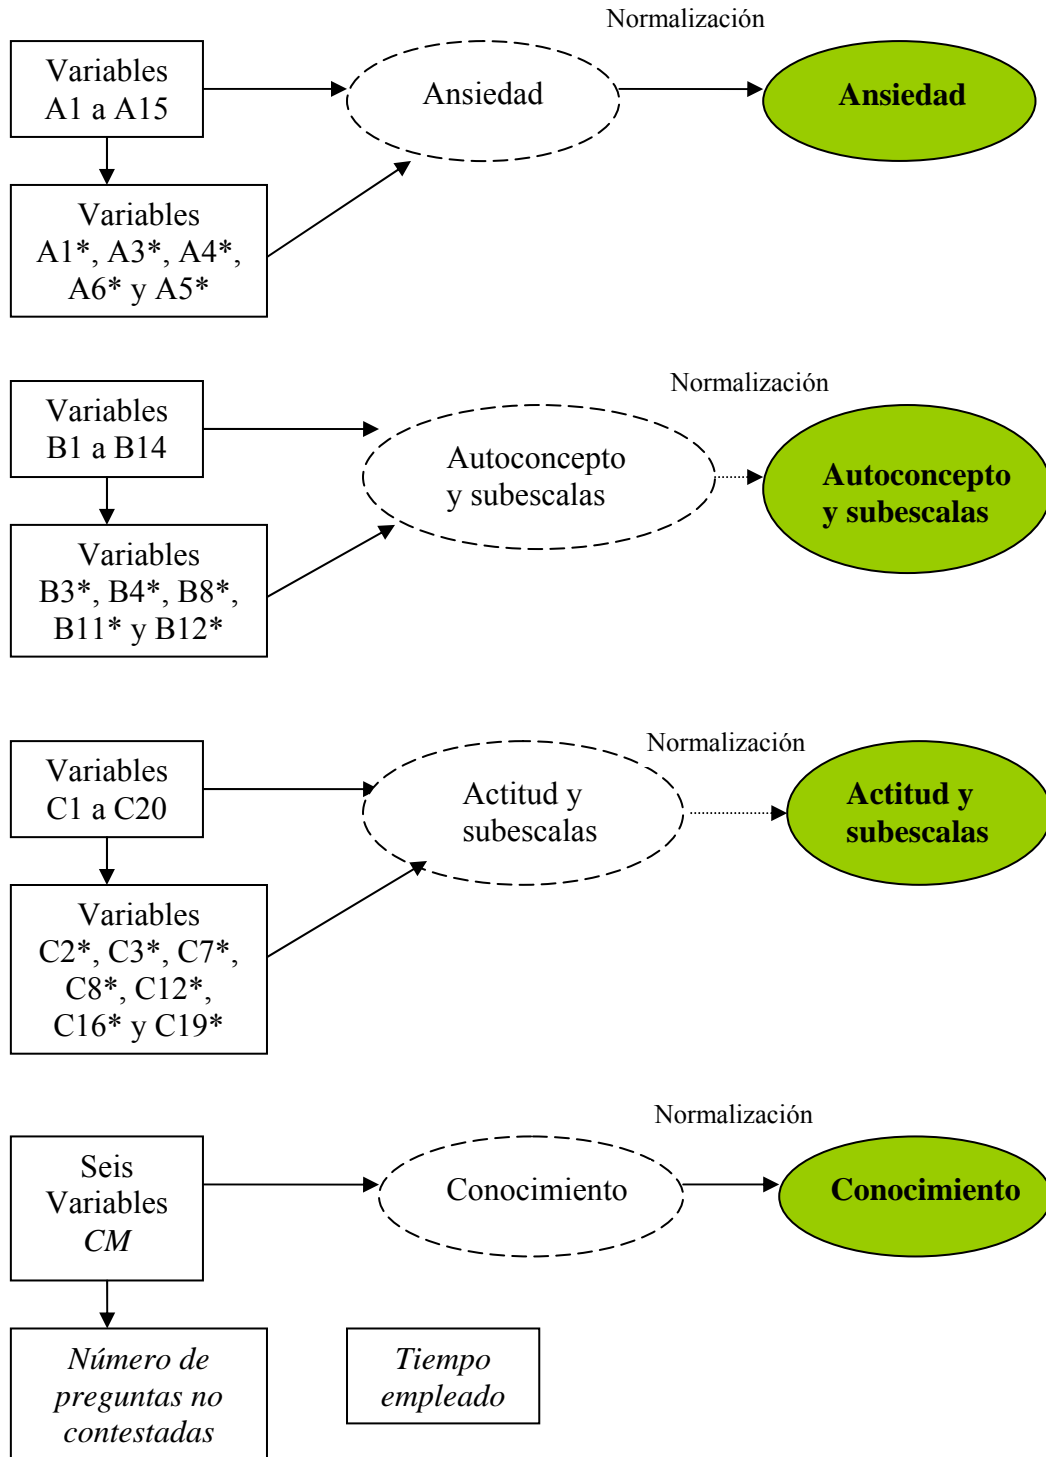 Normalización
Variables
A1 a A15
Ansiedad
Ansiedad
Variables
A1*, A3*, A4*,
A6* y A5*
Normalización
Variables
B1 a B14
Autoconcepto
y subescalas
Autoconcepto
y subescalas
Variables
B3*, B4*, B8*,
B11* y B12*
Normalización
Variables
C1 a C20
Actitud y
subescalas
Actitud y
subescalas
Variables
C2*, C3*, C7*,
C8*, C12*,
C16* y C19*
Normalización
Seis
Variables
CM
Conocimiento
Conocimiento
Número de
preguntas no
contestadas
Tiempo
empleado